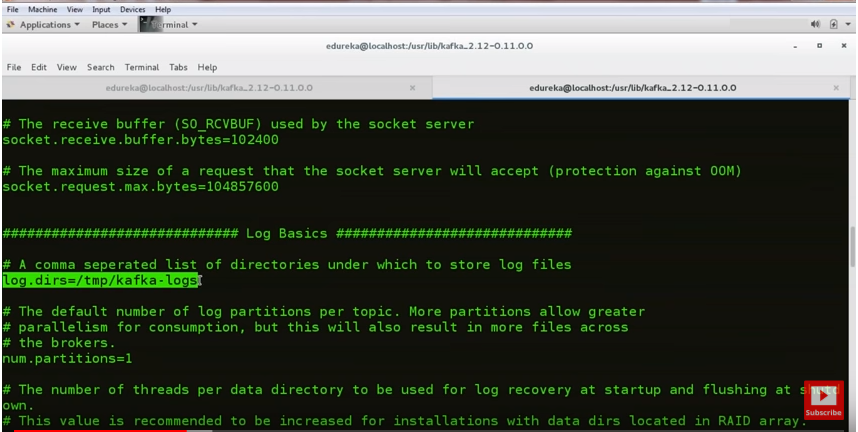 File Machine View Input Devices Help
Applications Places Terminal
edureka@localhost:/usr/lib/kafka_2.12-0.11.0.0
File Edit View Search Terminal Tabs Help
edureka@localhost:/usr/lib/kafka_2.12-0.11.0.0 × edureka@localhost:/usr/lib/kafka_2.12-0.11.0.0 ×
# The receive buffer (SO_RCVBUF) used by the socket server
socket.receive.buffer.bytes=102400
# The maximum size of a request that the socket server will accept (protection against OOM)
socket.request.max.bytes=104857600
############################# Log Basics #############################
# A comma seperated list of directories under which to store log files
log.dirs=/tmp/kafka-logs
# The default number of log partitions per topic. More partitions allow greater
# parallelism for consumption, but this will also result in more files across
# the brokers.
num.partitions=1
# The number of threads per data directory to be used for log recovery at startup and flushing at shutd
own.
# This value is recommended to be increased for installations with data dirs located in RAID array.
Subscribe